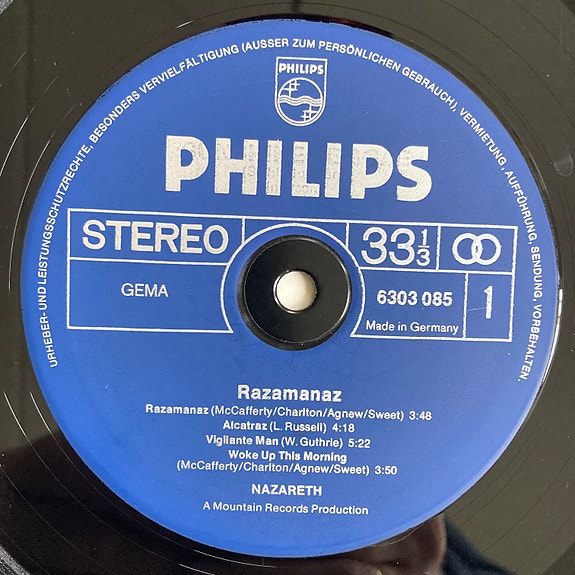 URHEBER- UND LEISTUNGSSCHUTZRECHTE, BESONDERS VERVIELFÄLTIGUNG (AUSSER ZUM PERSÖNLICHEN GEBRAUCH), VERMIETUNG, AUFFÜHRUNG, SENDUNG, VORBEHALTEN.
PHILIPS
PHILIPS
STEREO
33 1/3
GEMA
6303 085
1
Made in Germany
Razamanaz
Razamanaz (McCafferty/Charlton/Agnew/Sweet) 3:48
Alcatraz (L. Russell) 4:18
Vigilante Man (W. Guthrie) 5:22
Woke Up This Morning
(McCafferty/Charlton/Agnew/Sweet) 3:50
NAZARETH
A Mountain Records Production